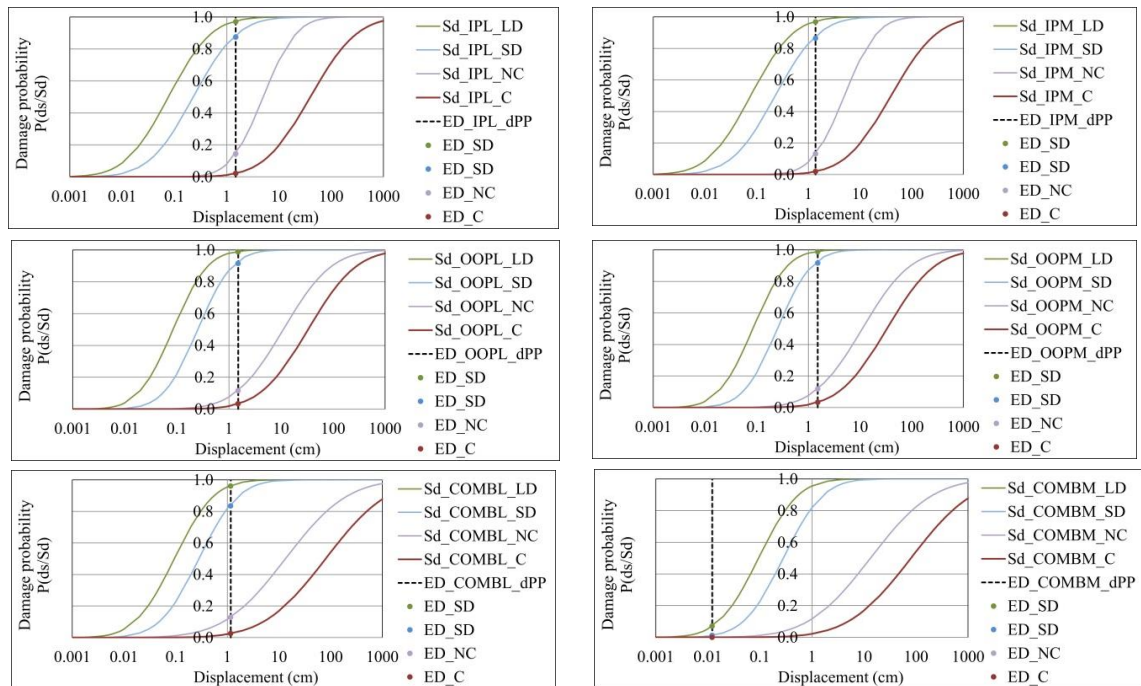 Damage probability
P(ds/Sd)
1.0
0.8
0.6
0.4
0.2
0.0
0.001 0.01 0.1 1 10 100 1000
Displacement (cm)
Sd_IPL_LD
Sd_IPL_SD
Sd_IPL_NC
Sd_IPL_C
ED_IPL_dPP
ED_SD
ED_SD
ED_NC
ED_C
Damage probability
P(ds/Sd)
1.0
0.8
0.6
0.4
0.2
0.0
0.001 0.01 0.1 1 10 100 1000
Displacement (cm)
Sd_IPM_LD
Sd_IPM_SD
Sd_IPM_NC
Sd_IPM_C
ED_IPM_dPP
ED_SD
ED_SD
ED_NC
ED_C
Damage probability
P(ds/Sd)
1.0
0.8
0.6
0.4
0.2
0.0
0.001 0.01 0.1 1 10 100 1000
Displacement (cm)
Sd_OOPL_LD
Sd_OOPL_SD
Sd_OOPL_NC
Sd_OOPL_C
ED_OOPL_dPP
ED_SD
ED_SD
ED_NC
ED_C
Damage probability
P(ds/Sd)
1.0
0.8
0.6
0.4
0.2
0.0
0.001 0.01 0.1 1 10 100 1000
Displacement (cm)
Sd_OOPM_LD
Sd_OOPM_SD
Sd_OOPM_NC
Sd_OOPM_C
ED_OOPM_dPP
ED_SD
ED_SD
ED_NC
ED_C
Damage probability
P(ds/Sd)
1.0
0.8
0.6
0.4
0.2
0.0
0.001 0.01 0.1 1 10 100 1000
Displacement (cm)
Sd_COMBL_LD
Sd_COMBL_SD
Sd_COMBL_NC
Sd_COMBL_C
ED_COMBL_dPP
ED_SD
ED_SD
ED_NC
ED_C
Damage probability
P(ds/Sd)
1.0
0.8
0.6
0.4
0.2
0.0
0.001 0.01 0.1 1 10 100 1000
Displacement (cm)
Sd_COMBM_LD
Sd_COMBM_SD
Sd_COMBM_NC
Sd_COMBM_C
ED_COMBM_dPP
ED_SD
ED_SD
ED_NC
ED_C